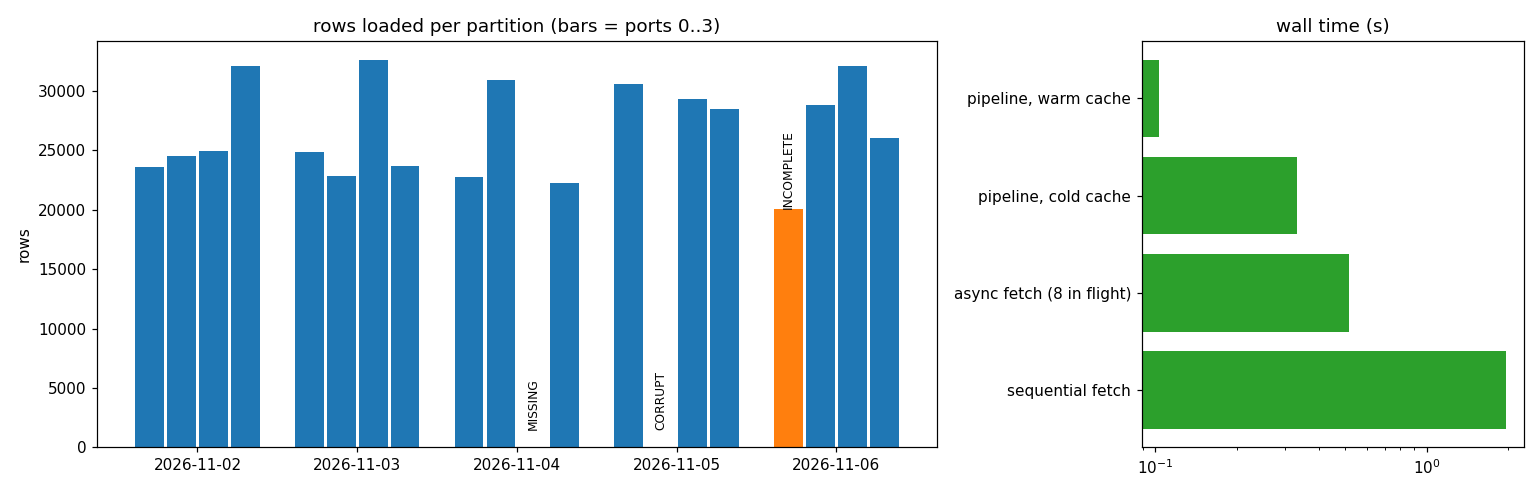 rows loaded per partition (bars = ports 0..3)
rows
30000
25000
20000
15000
10000
5000
0
MISSING
CORRUPT
INCOMPLETE
2026-11-02
2026-11-03
2026-11-04
2026-11-05
2026-11-06
wall time (s)
pipeline, warm cache
pipeline, cold cache
async fetch (8 in flight)
sequential fetch
10⁻¹
10⁰